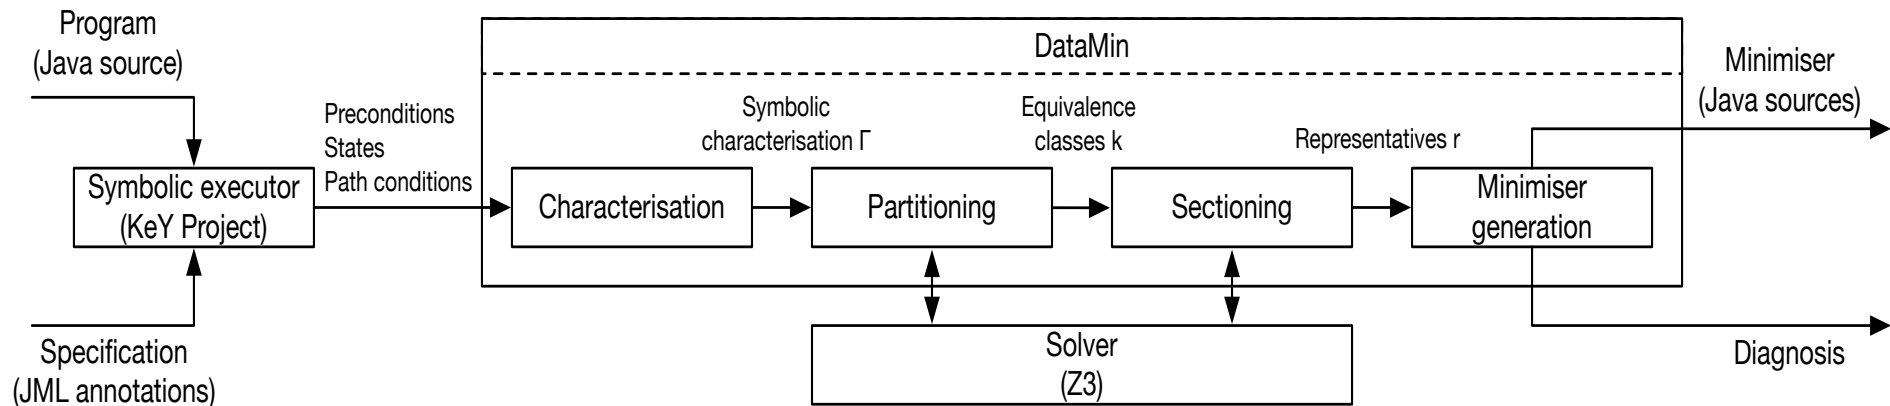 Program
(Java source)
Symbolic executor
(KeY Project)
Specification
(JML annotations)
Preconditions
States
Path conditions
DataMin
Characterisation
Symbolic
characterisation Γ
Partitioning
Equivalence
classes k
Sectioning
Representatives r
Minimiser
generation
Solver
(Z3)
Minimiser
(Java sources)
Diagnosis